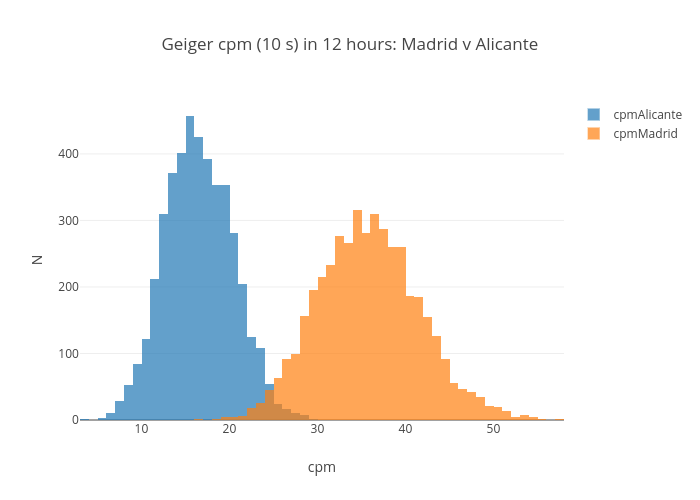 Geiger cpm (10 s) in 12 hours: Madrid v Alicante
cpmAlicante
cpmMadrid
400
300
200
100
0
N
10 20 30 40 50
cpm